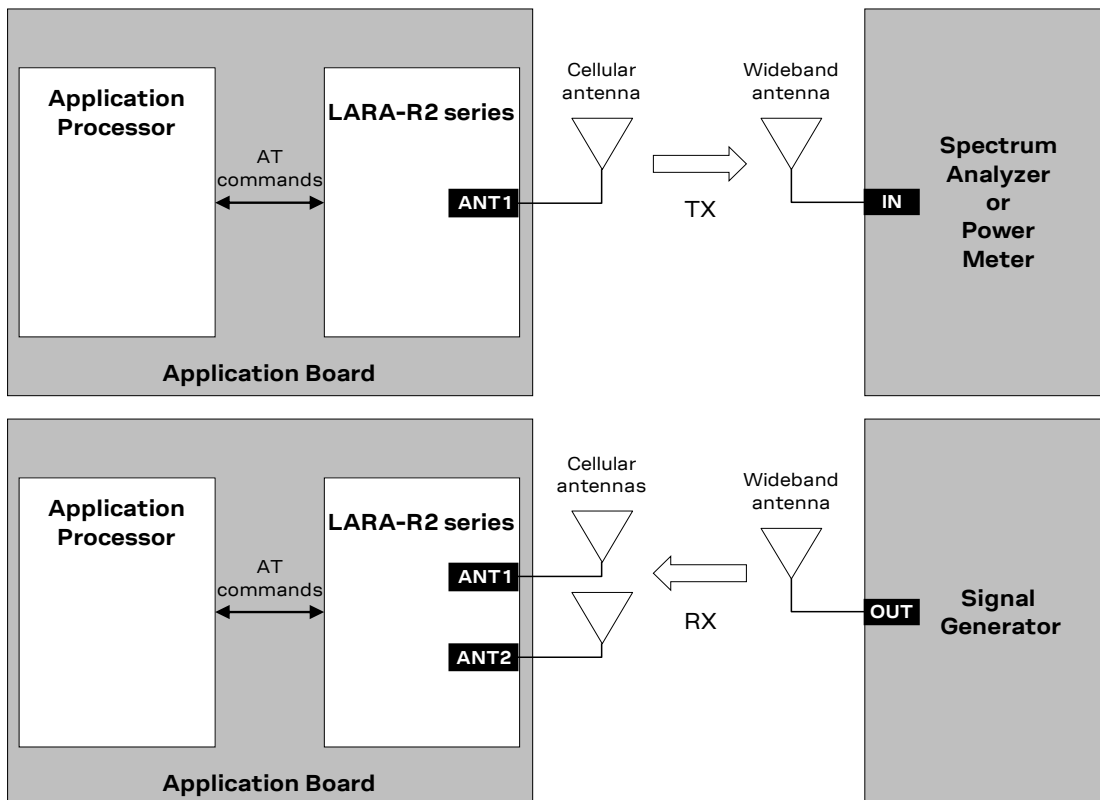 Application
Processor
AT
commands
LARA-R2 series
ANT1
Cellular
antenna
TX
Wideband
antenna
IN
Spectrum
Analyzer
or
Power
Meter
Application Board
Application
Processor
AT
commands
LARA-R2 series
ANT1
ANT2
Cellular
antennas
RX
Wideband
antenna
OUT
Signal
Generator
Application Board